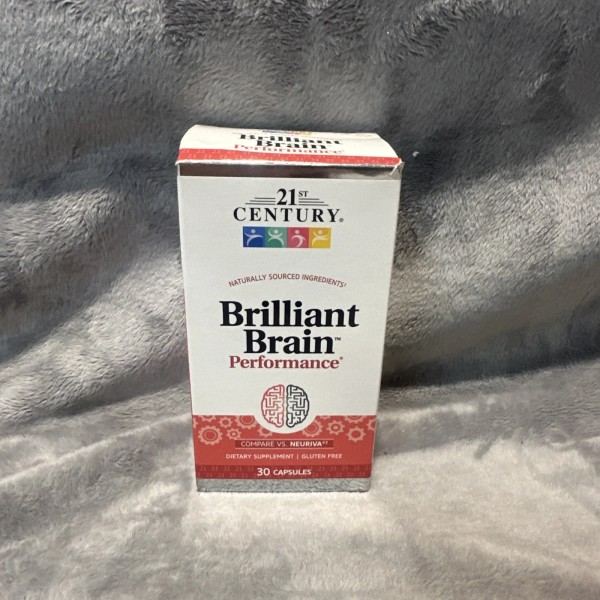 Brilliant
Brain
Performance
21ST
CENTURY®
NATURALLY SOURCED INGREDIENTS‡
Brilliant
Brain™
Performance*
COMPARE VS. NEURIVA®‡
DIETARY SUPPLEMENT | GLUTEN FREE
30 CAPSULES